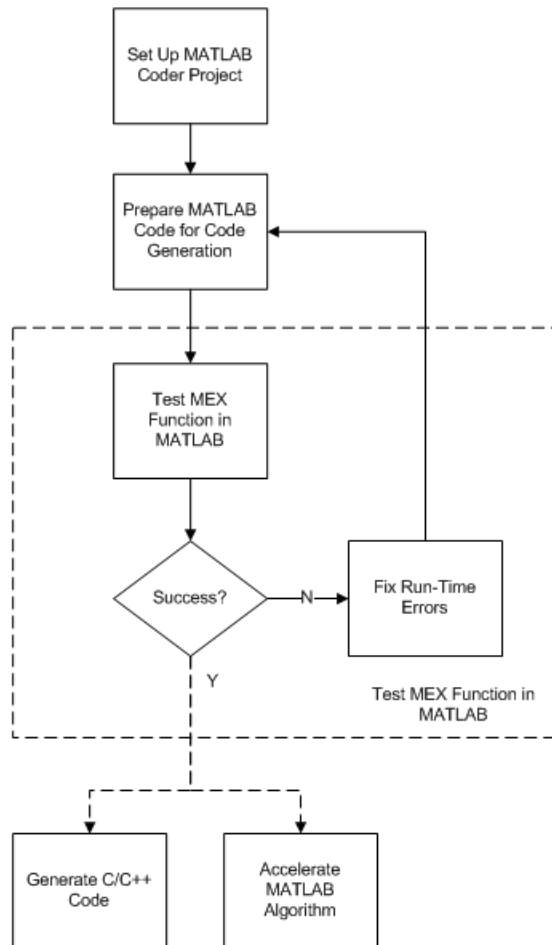 Set Up MATLAB
Coder Project
Prepare MATLAB
Code for Code
Generation
Test MEX
Function in
MATLAB
Success?
N
Fix Run-Time
Errors
Y
Test MEX Function in
MATLAB
Generate C/C++
Code
Accelerate
MATLAB
Algorithm